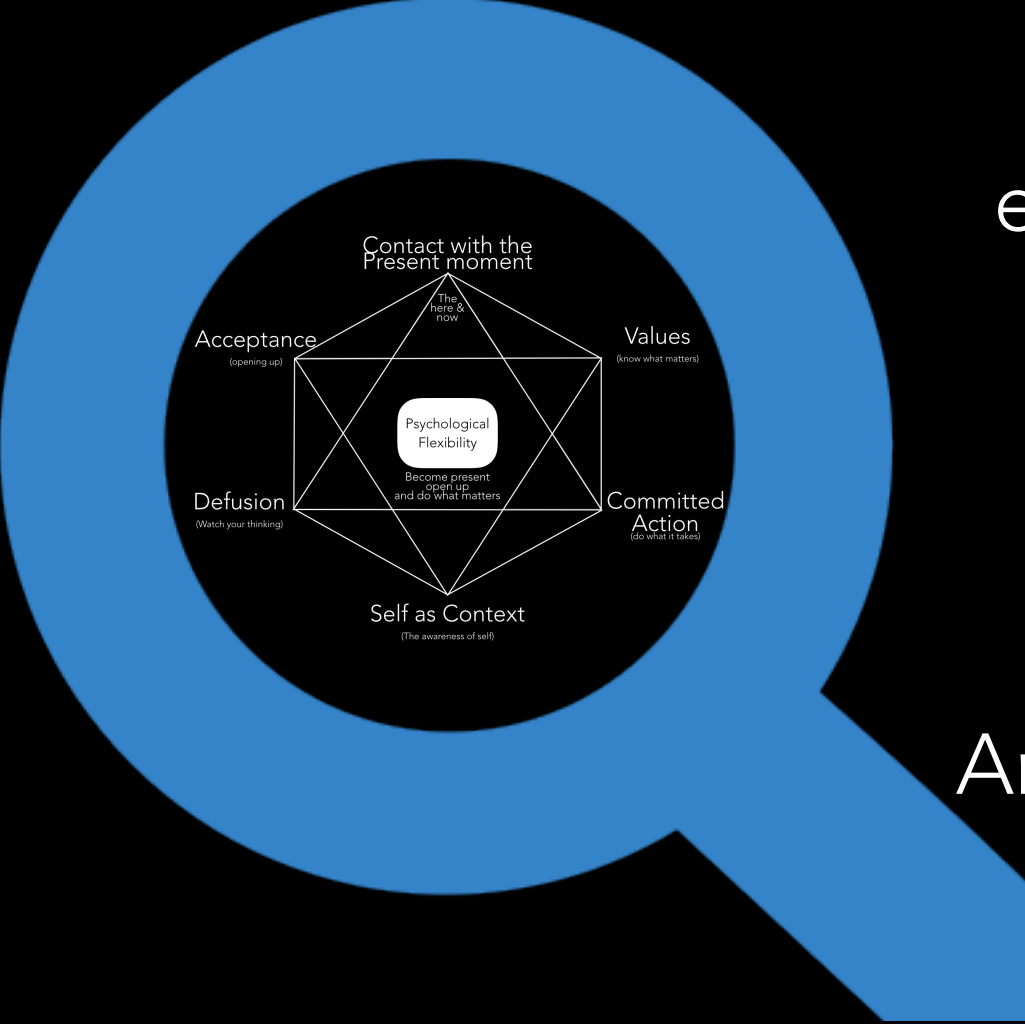 Contact with the
Present moment
The
here &
now
Acceptance
(opening up)
Values
(know what matters)
Psychological
Flexibility
Become present
open up
and do what matters
Defusion
(Watch your thinking)
Committed
Action
(do what it takes)
Self as Context
(The awareness of self)
e